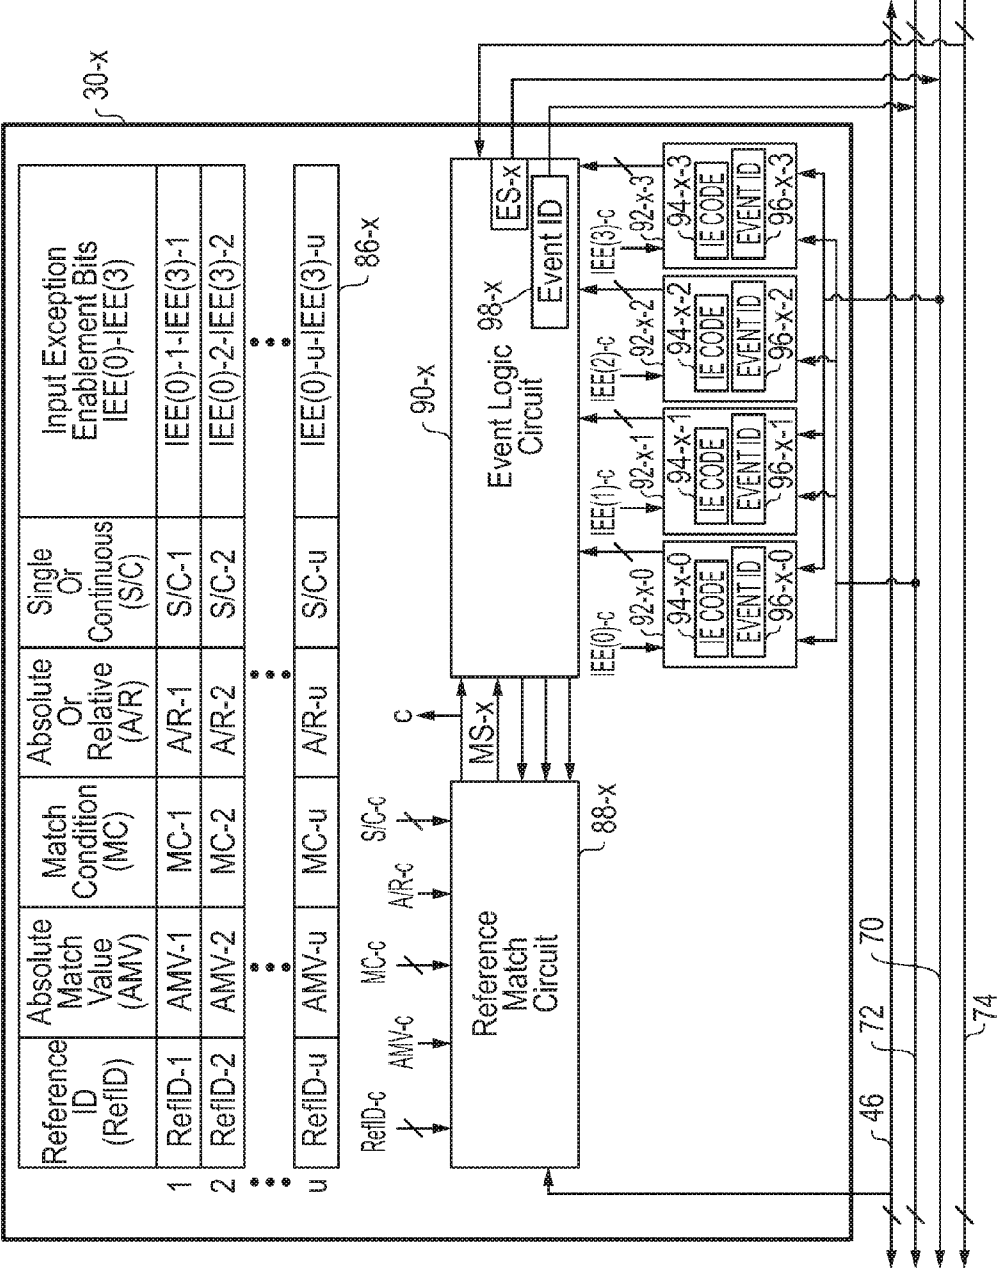 30-x
Reference
ID
(RefID)
Absolute
Match
Value
(AMV)
Match
Condition
(MC)
Absolute
Or
Relative
(A/R)
Single
Or
Continuous
(S/C)
Input Exception
Enablement Bits
IEE(0)-IEE(3)
1
RefID-1
AMV-1
MC-1
A/R-1
S/C-1
IEE(0)-1-IEE(3)-1
2
RefID-2
AMV-2
MC-2
A/R-2
S/C-2
IEE(0)-2-IEE(3)-2
u
RefID-u
AMV-u
MC-u
A/R-u
S/C-u
IEE(0)-u-IEE(3)-u
86-x
RefID-c
AMV-c
MC-c
A/R-c
S/C-c
c
MS-x
90-x
Reference
Match
Circuit
88-x
Event Logic
Circuit
ES-x
98-x
Event ID
IEE(0)-c
92-x-0
94-x-0
IE CODE
EVENT ID
96-x-0
IEE(1)-c
92-x-1
94-x-1
IE CODE
EVENT ID
96-x-1
IEE(2)-c
92-x-2
94-x-2
IE CODE
EVENT ID
96-x-2
IEE(3)-c
92-x-3
94-x-3
IE CODE
EVENT ID
96-x-3
46
72
70
74